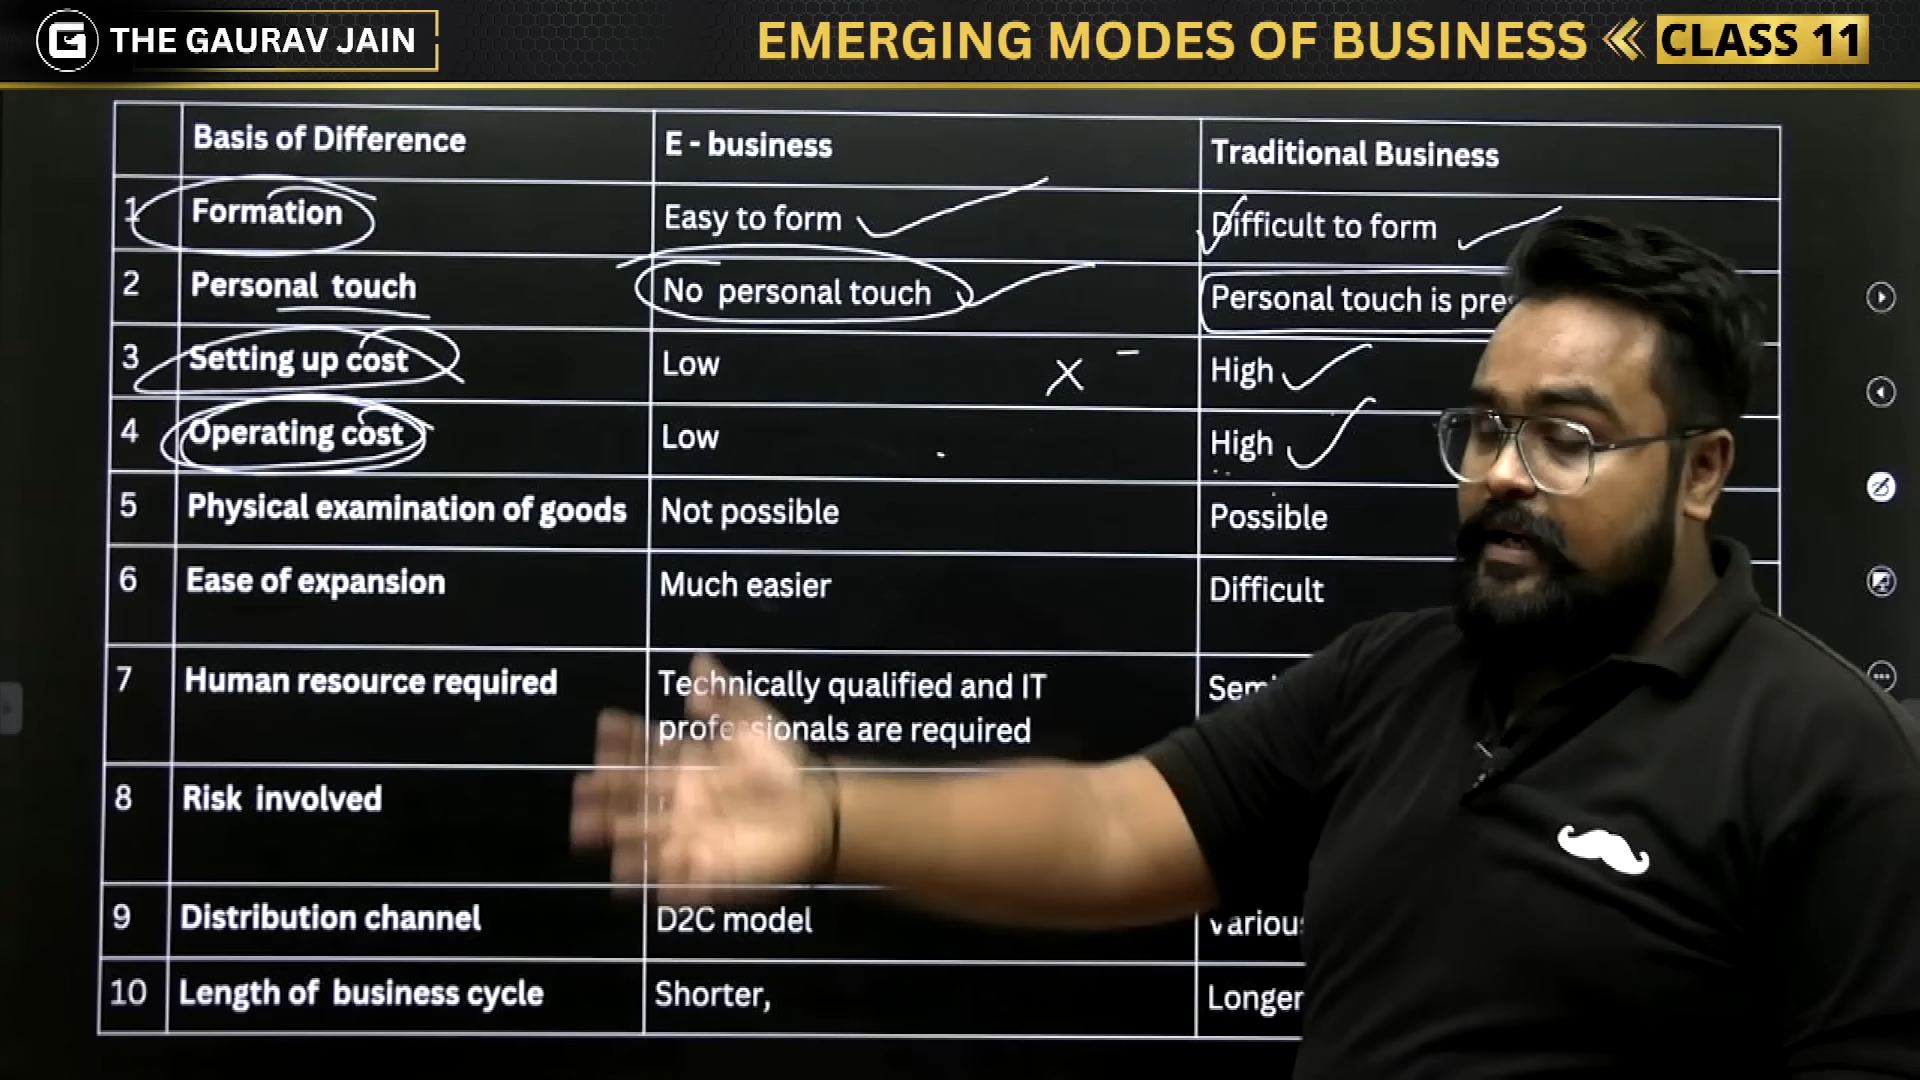 G THE GAURAV JAIN
EMERGING MODES OF BUSINESS
CLASS 11
Basis of Difference E - business Traditional Business
1 Formation Easy to form Difficult to form
2 Personal touch No personal touch Personal touch is
3 Setting up cost Low High
4 Operating cost Low High
5 Physical examination of goods Not possible Possible
6 Ease of expansion Much easier Difficult
7 Human resource required Technically qualified and IT
professionals are required
8 Risk involved
9 Distribution channel D2C model
10 Length of business cycle Shorter, Longer